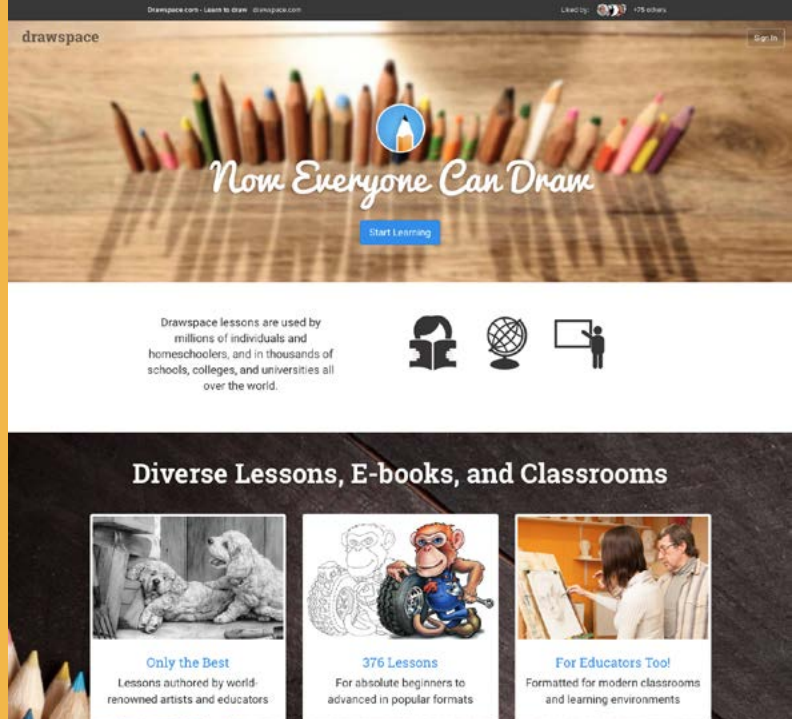 Drawspace.com - Learn to draw drawspace.com
Liked by: +75 others
drawspace
Sign In
Now Everyone Can Draw
Start Learning
Drawspace lessons are used by
millions of individuals and
homeschoolers, and in thousands of
schools, colleges, and universities all
over the world.
Diverse Lessons, E-books, and Classrooms
Only the Best
Lessons authored by world-
renowned artists and educators
376 Lessons
For absolute beginners to
advanced in popular formats
For Educators Too!
Formatted for modern classrooms
and learning environments